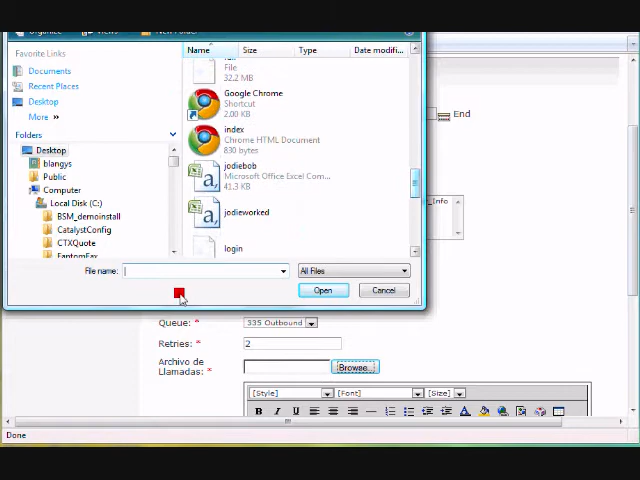 Organize Views New Folder
Favorite Links
Documents
Recent Places
Desktop
More »
Folders
Desktop
blangys
Public
Computer
Local Disk (C:)
BSM_demoinstall
CatalystConfig
CTXQuote
FantomFax
Name Size Type Date modifi...
File
32.2 MB
Google Chrome
Shortcut
2.00 KB
index
Chrome HTML Document
830 bytes
jodiebob
Microsoft Office Excel Com...
41.3 KB
jodieworked
login
File name: All Files
Open Cancel
End
_Info
Queue: * 335 Outbound
Retries: * 2
Archivo de
Llamadas: * Browse...
[Style] [Font] [Size]
B I U
Done